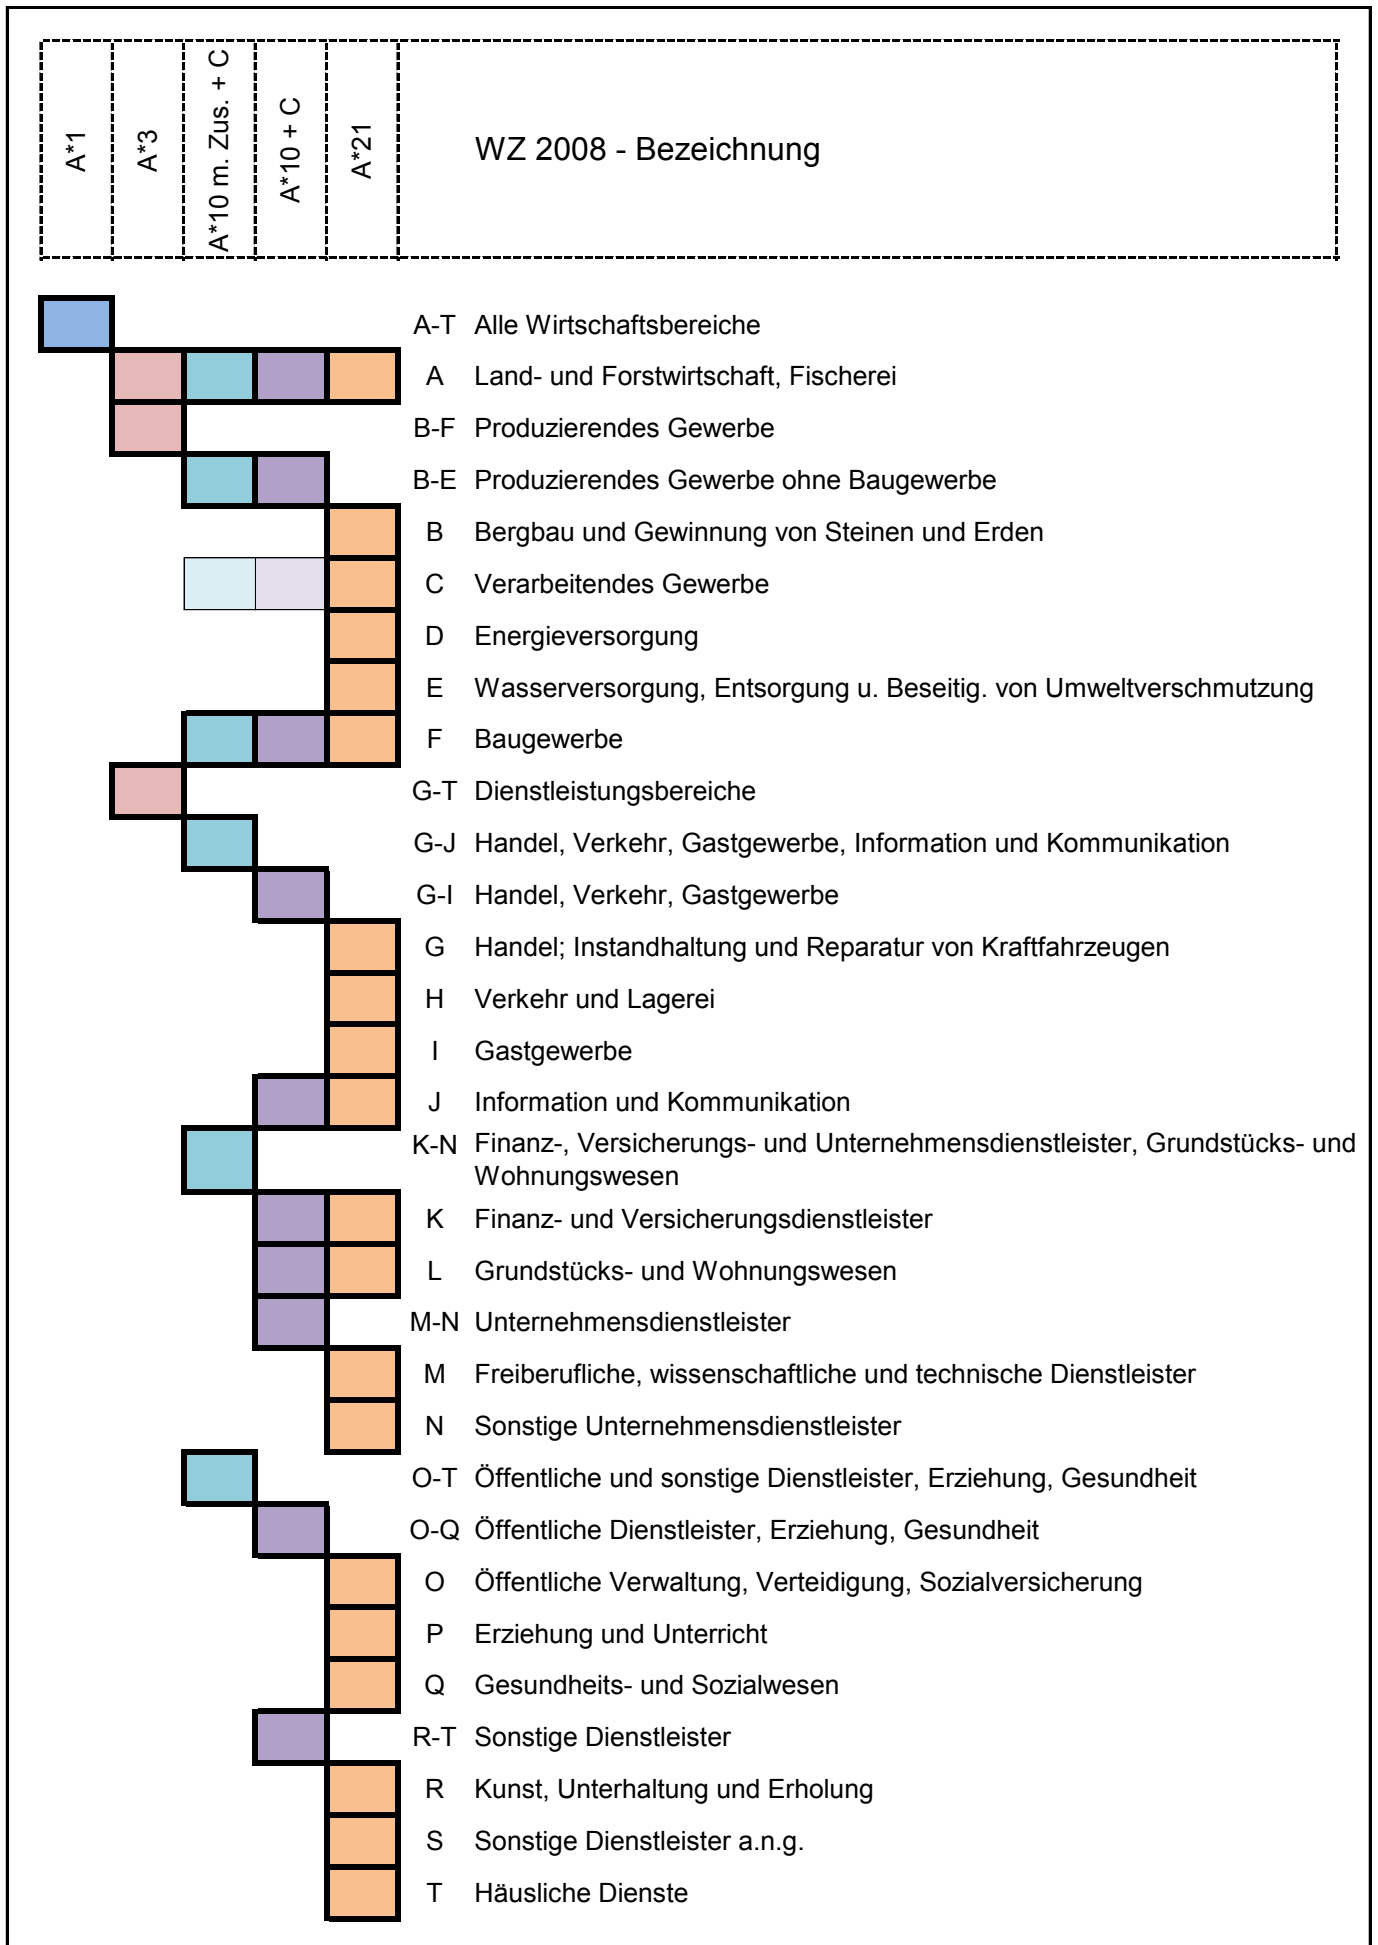 A*1
A*3
A*10 m. Zus. + C
A*10 + C
A*21
WZ 2008 - Bezeichnung
A-T Alle Wirtschaftsbereiche
A Land- und Forstwirtschaft, Fischerei
B-F Produzierendes Gewerbe
B-E Produzierendes Gewerbe ohne Baugewerbe
B Bergbau und Gewinnung von Steinen und Erden
C Verarbeitendes Gewerbe
D Energieversorgung
E Wasserversorgung, Entsorgung u. Beseitig. von Umweltverschmutzung
F Baugewerbe
G-T Dienstleistungsbereiche
G-J Handel, Verkehr, Gastgewerbe, Information und Kommunikation
G-I Handel, Verkehr, Gastgewerbe
G Handel; Instandhaltung und Reparatur von Kraftfahrzeugen
H Verkehr und Lagerei
I Gastgewerbe
J Information und Kommunikation
K-N Finanz-, Versicherungs- und Unternehmensdienstleister, Grundstücks- und
Wohnungswesen
K Finanz- und Versicherungsdienstleister
L Grundstücks- und Wohnungswesen
M-N Unternehmensdienstleister
M Freiberufliche, wissenschaftliche und technische Dienstleister
N Sonstige Unternehmensdienstleister
O-T Öffentliche und sonstige Dienstleister, Erziehung, Gesundheit
O-Q Öffentliche Dienstleister, Erziehung, Gesundheit
O Öffentliche Verwaltung, Verteidigung, Sozialversicherung
P Erziehung und Unterricht
Q Gesundheits- und Sozialwesen
R-T Sonstige Dienstleister
R Kunst, Unterhaltung und Erholung
S Sonstige Dienstleister a.n.g.
T Häusliche Dienste